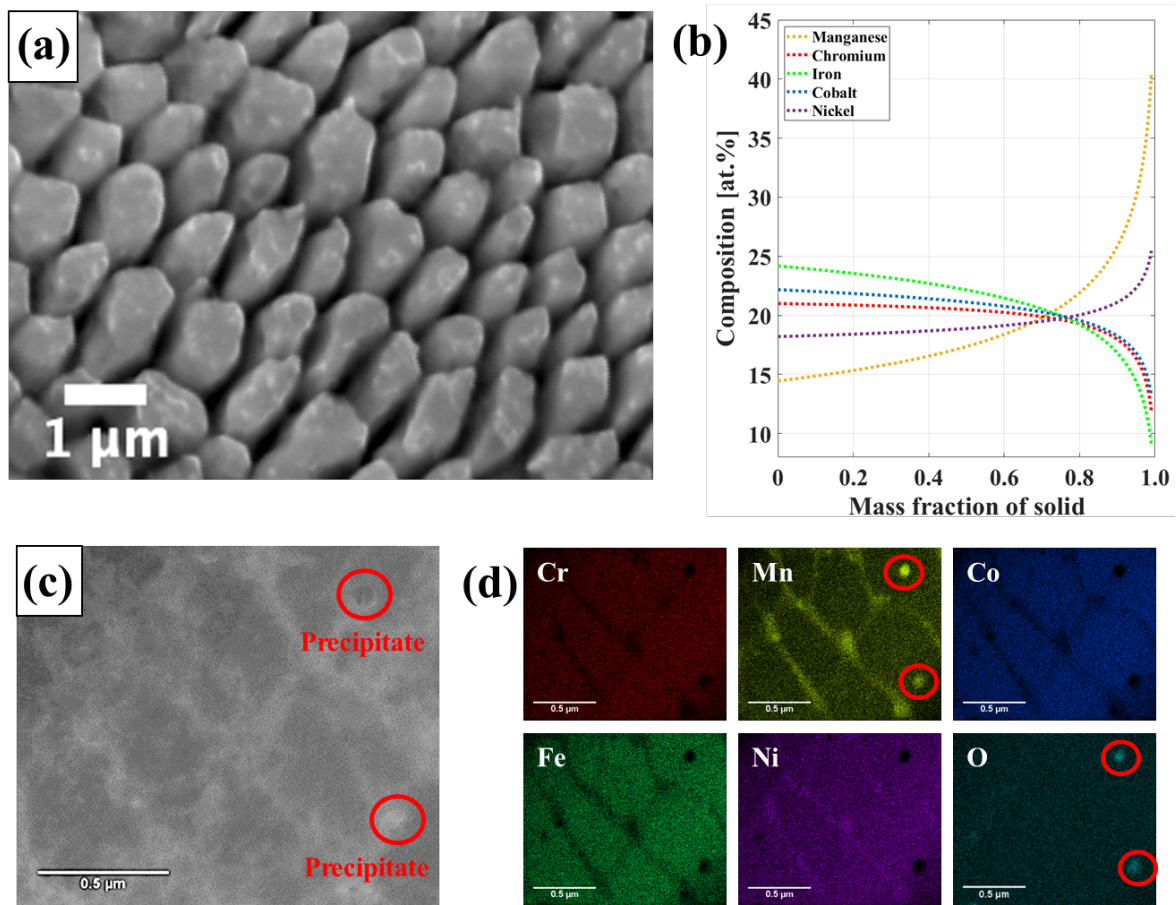 (a)
1 μm
(b)
45
40
35
30
25
20
15
10
Composition [at.%]
Manganese
Chromium
Iron
Cobalt
Nickel
0 0.2 0.4 0.6 0.8 1.0
Mass fraction of solid
(c)
Precipitate
Precipitate
0.5 μm
(d)
Cr
0.5 μm
Mn
0.5 μm
Co
0.5 μm
Fe
0.5 μm
Ni
0.5 μm
O
0.5 μm